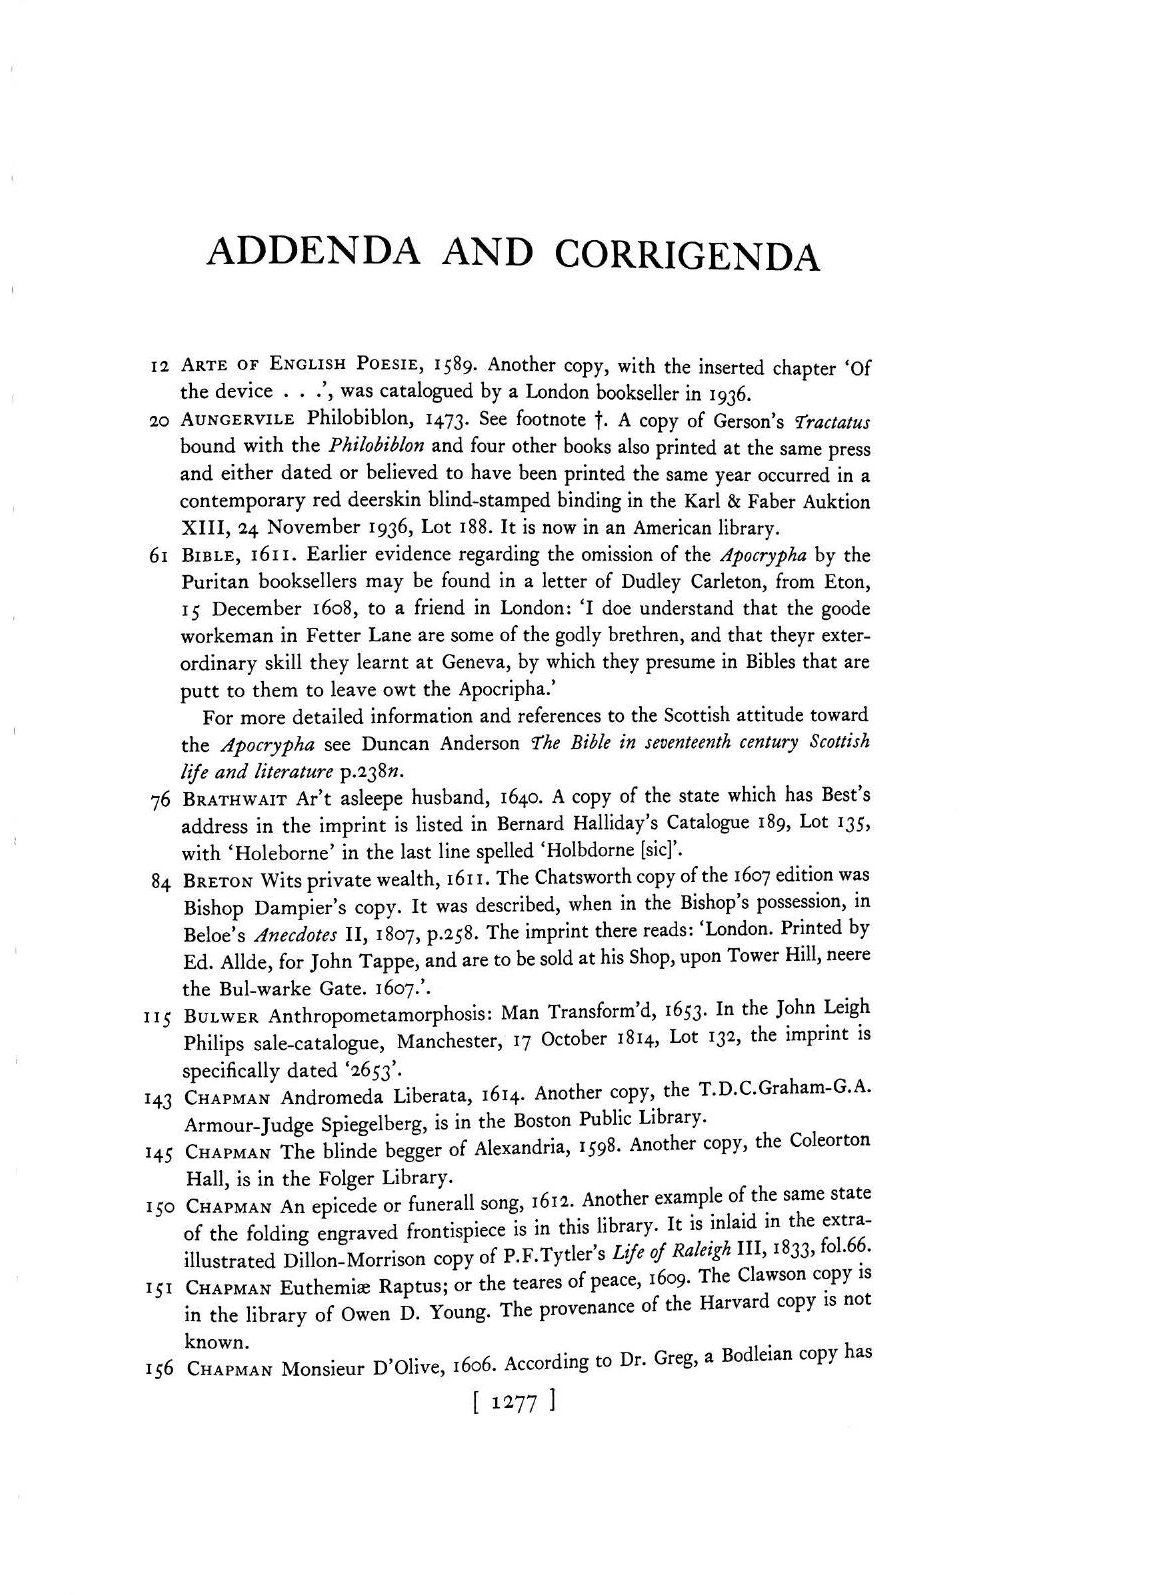 ADDENDA AND CORRIGENDA
12 ARTE OF ENGLISH POESIE, 1589. Another copy, with the inserted chapter ‘Of
the device . . .’, was catalogued by a London bookseller in 1936.
20 AUNGERVILE Philobiblon, 1473. See footnote †. A copy of Gerson’s Tractatus
bound with the Philobiblon and four other books also printed at the same press
and either dated or believed to have been printed the same year occurred in a
contemporary red deerskin blind-stamped binding in the Karl & Faber Auktion
XIII, 24 November 1936, Lot 188. It is now in an American library.
61 BIBLE, 1611. Earlier evidence regarding the omission of the Apocrypha by the
Puritan booksellers may be found in a letter of Dudley Carleton, from Eton,
15 December 1608, to a friend in London: ‘I doe understand that the goode
workeman in Fetter Lane are some of the godly brethren, and that theyr exter-
ordinary skill they learnt at Geneva, by which they presume in Bibles that are
putt to them to leave owt the Apocripha.’
For more detailed information and references to the Scottish attitude toward
the Apocrypha see Duncan Anderson The Bible in seventeenth century Scottish
life and literature p.238n.
76 BRATHWAIT Ar’t asleepe husband, 1640. A copy of the state which has Best’s
address in the imprint is listed in Bernard Halliday’s Catalogue 189, Lot 135,
with ‘Holeborne’ in the last line spelled ‘Holbdorne [sic]’.
84 BRETON Wits private wealth, 1611. The Chatsworth copy of the 1607 edition was
Bishop Dampier’s copy. It was described, when in the Bishop’s possession, in
Beloe’s Anecdotes II, 1807, p.258. The imprint there reads: ‘London. Printed by
Ed. Allde, for John Tappe, and are to be sold at his Shop, upon Tower Hill, neere
the Bul-warke Gate. 1607.’.
115 BULWER Anthropometamorphosis: Man Transform’d, 1653. In the John Leigh
Philips sale-catalogue, Manchester, 17 October 1814, Lot 132, the imprint is
specifically dated ‘2653’.
143 CHAPMAN Andromeda Liberata, 1614. Another copy, the T.D.C.Graham-G.A.
Armour-Judge Spiegelberg, is in the Boston Public Library.
145 CHAPMAN The blinde begger of Alexandria, 1598. Another copy, the Coleorton
Hall, is in the Folger Library.
150 CHAPMAN An epicede or funerall song, 1612. Another example of the same state
of the folding engraved frontispiece is in this library. It is inlaid in the extra-
illustrated Dillon-Morrison copy of P.F.Tytler’s Life of Raleigh III, 1833, fol.66.
151 CHAPMAN Euthemiæ Raptus; or the teares of peace, 1609. The Clawson copy is
in the library of Owen D. Young. The provenance of the Harvard copy is not
known.
156 CHAPMAN Monsieur D’Olive, 1606. According to Dr. Greg, a Bodleian copy has
[ 1277 ]